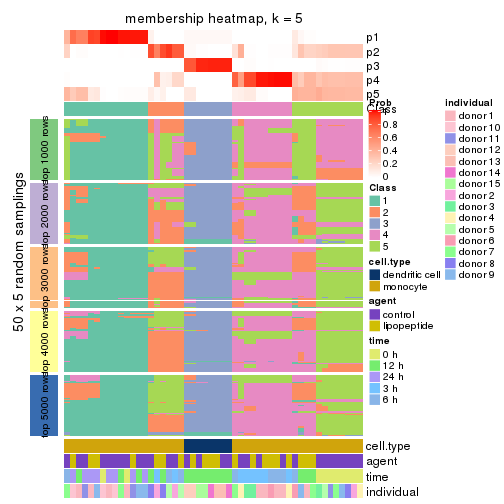 membership heatmap, k = 5
p1
p2
p3
p4
p5
Class
50 x 5 random samplings
top 1000 rows
top 2000 rows
top 3000 rows
top 4000 rows
top 5000 rows
cell.type
agent
time
individual
Prob
1
0.8
0.6
0.4
0.2
0
Class
1
2
3
4
5
cell.type
dendritic cell
monocyte
agent
control
lipopeptide
time
0 h
12 h
24 h
3 h
6 h
individual
donor 1
donor 10
donor 11
donor 12
donor 13
donor 14
donor 15
donor 2
donor 3
donor 4
donor 5
donor 6
donor 7
donor 8
donor 9